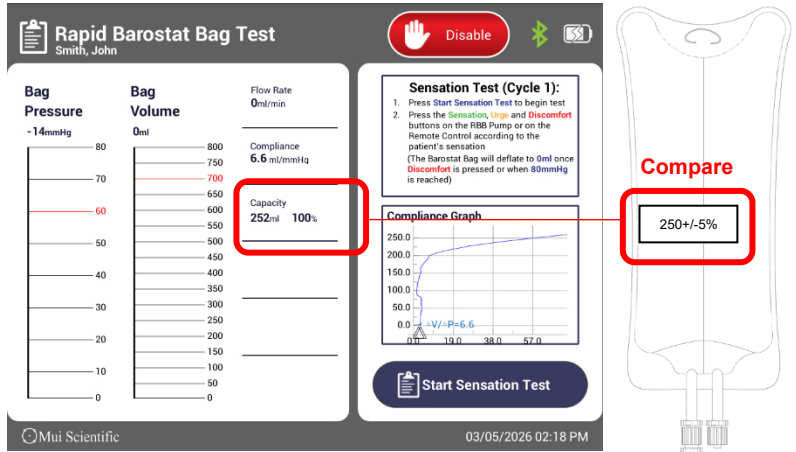 Rapid Barostat Bag Test
Smith, John
Disable
Bag
Pressure
-14mmHg
80
70
60
50
40
30
20
10
0
Bag
Volume
0ml
800
750
700
650
600
550
500
450
400
350
300
250
200
150
100
50
0
Flow Rate
0ml/min
Compliance
6.6 ml/mmHg
Capacity
252ml 100%
Sensation Test (Cycle 1):
1. Press Start Sensation Test to begin test
2. Press the Sensation, Urge and Discomfort
buttons on the RBB Pump or on the
Remote Control according to the
patient's sensation
(The Barostat Bag will deflate to 0ml once
Discomfort is pressed or when 80mmHg
is reached)
Compliance Graph
250.0
200.0
150.0
100.0
50.0
0.0
△V/△P=6.6
0.0 19.0 38.0 57.0
Start Sensation Test
Mui Scientific
03/05/2026 02:18 PM
Compare
250+/-5%